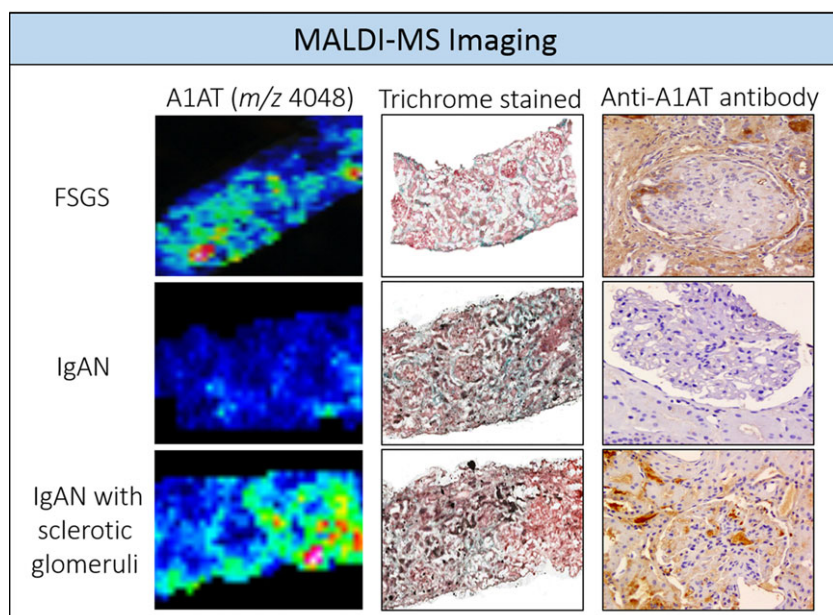 MALDI-MS Imaging
A1AT (m/z 4048)
Trichrome stained
Anti-A1AT antibody
FSGS
IgAN
IgAN with
sclerotic
glomeruli